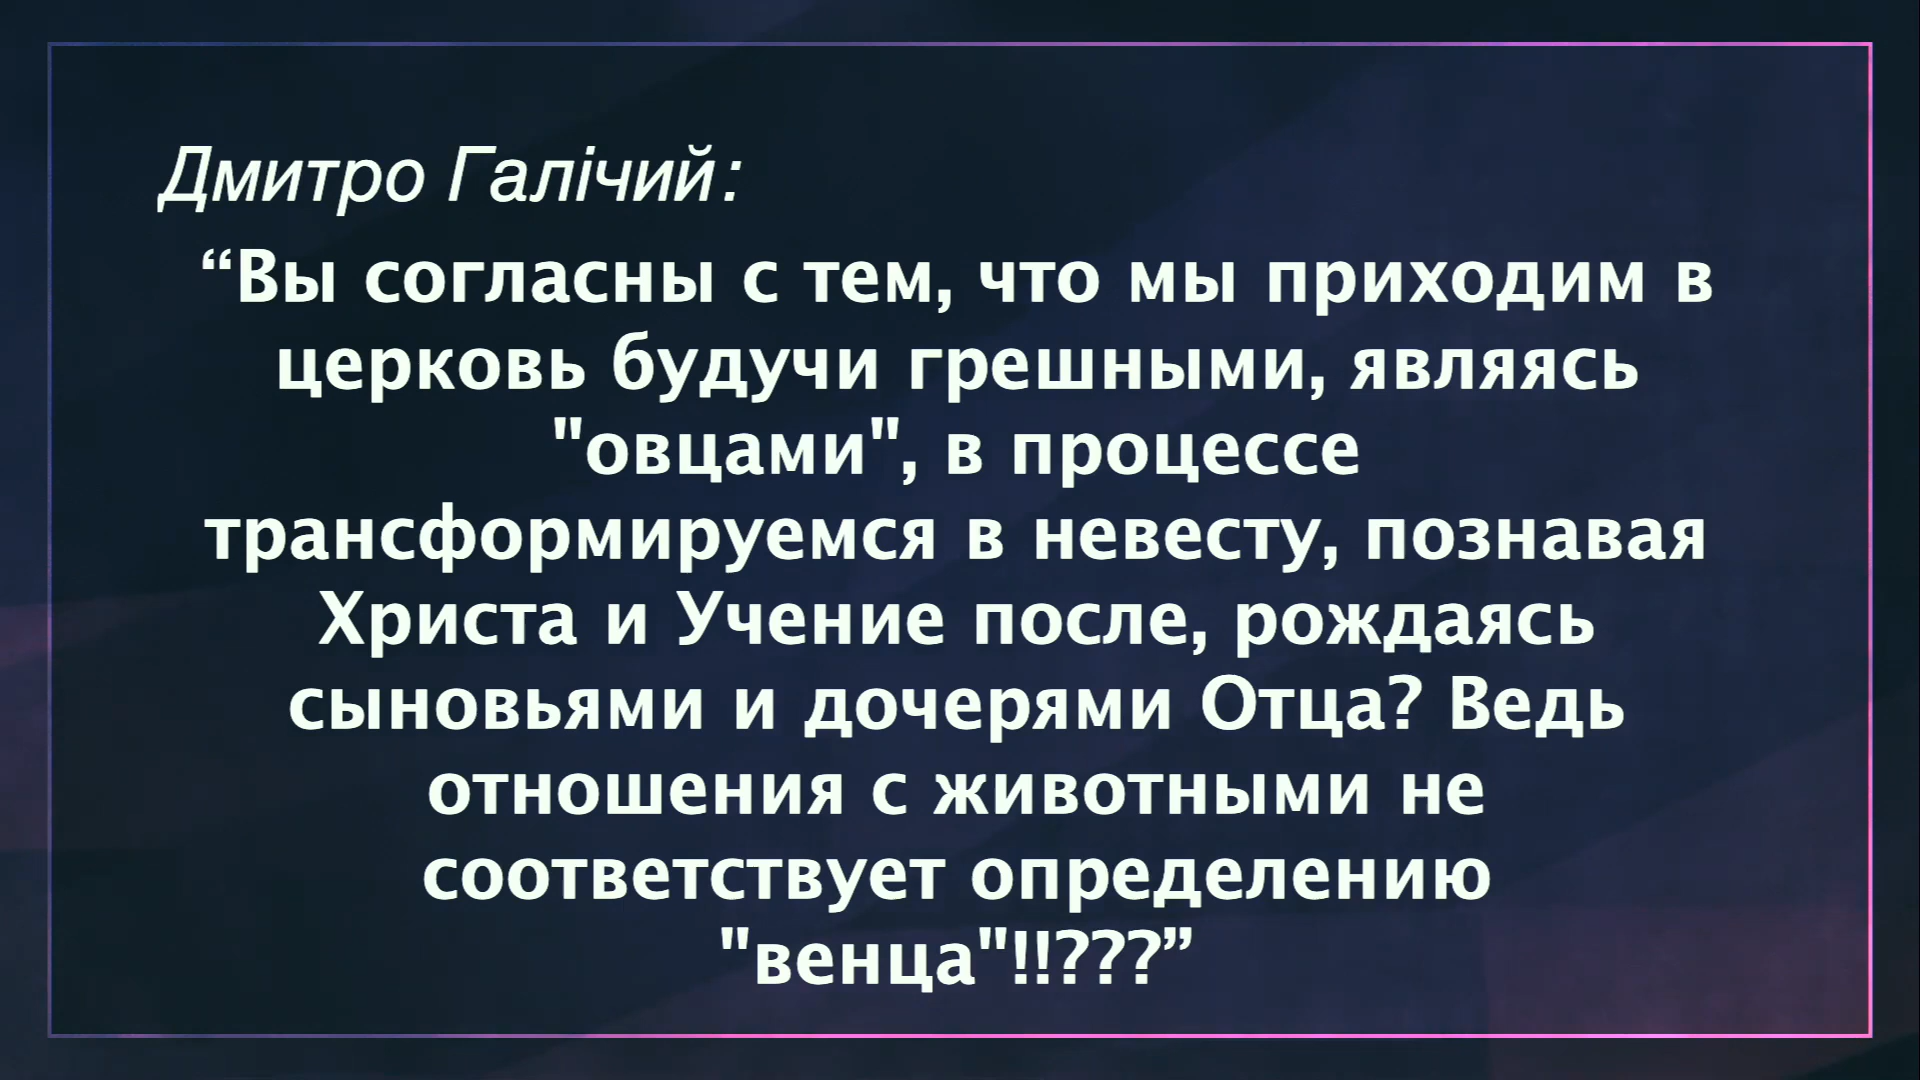 Дмитро Галічий:
“Вы согласны с тем, что мы приходим в
церковь будучи грешными, являясь
"овцами", в процессе
трансформируемся в невесту, познавая
Христа и Учение после, рождаясь
сыновьями и дочерями Отца? Ведь
отношения с животными не
соответствует определению
"венца"!!???”